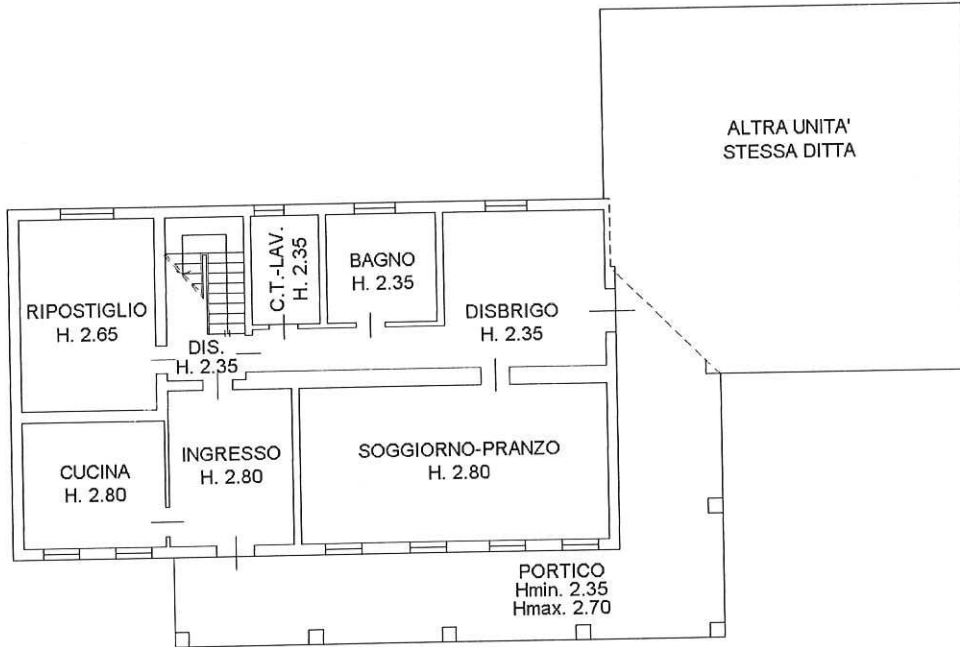 ALTRA UNITA'
STESSA DITTA
RIPOSTIGLIO
H. 2.65
C.T.-LAV.
H. 2.35
BAGNO
H. 2.35
DISBRIGO
H. 2.35
DIS.
H. 2.35
CUCINA
H. 2.80
INGRESSO
H. 2.80
SOGGIORNO-PRANZO
H. 2.80
PORTICO
Hmin. 2.35
Hmax. 2.70